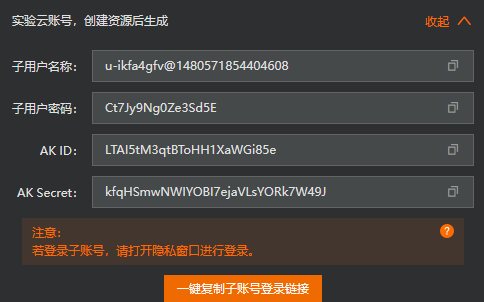 实验云账号，创建资源后生成 收起
子用户名称： u-ikfa4gfv@1480571854404608
子用户密码： Ct7Jy9Ng0Ze3Sd5E
AK ID： LTAI5tM3qtBToHH1XaWGi85e
AK Secret： kfqHSmwNWIYOBI7ejaVLsYORk7W49J
注意： ?
若登录子账号，请打开隐私窗口进行登录。
一键复制子账号登录链接